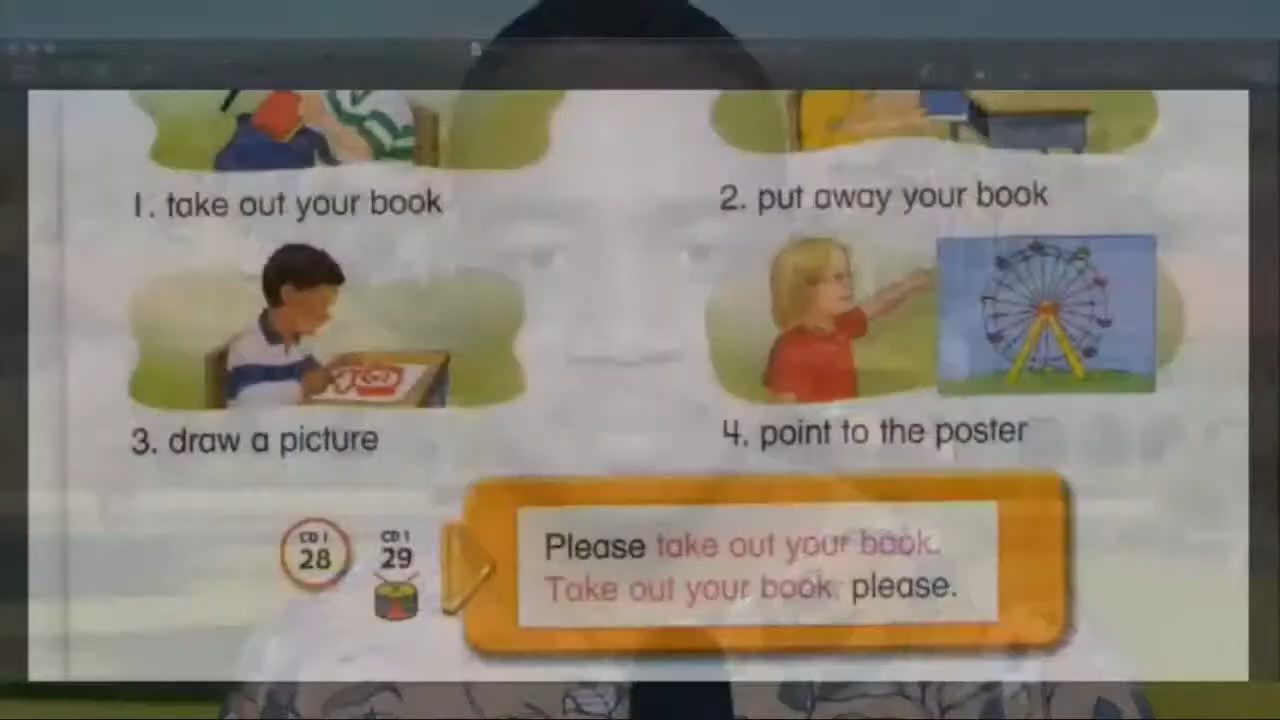 1. take out your book
2. put away your book
3. draw a picture
4. point to the poster
CD 1
28
CD 1
29
Please take out your book.
Take out your book, please.